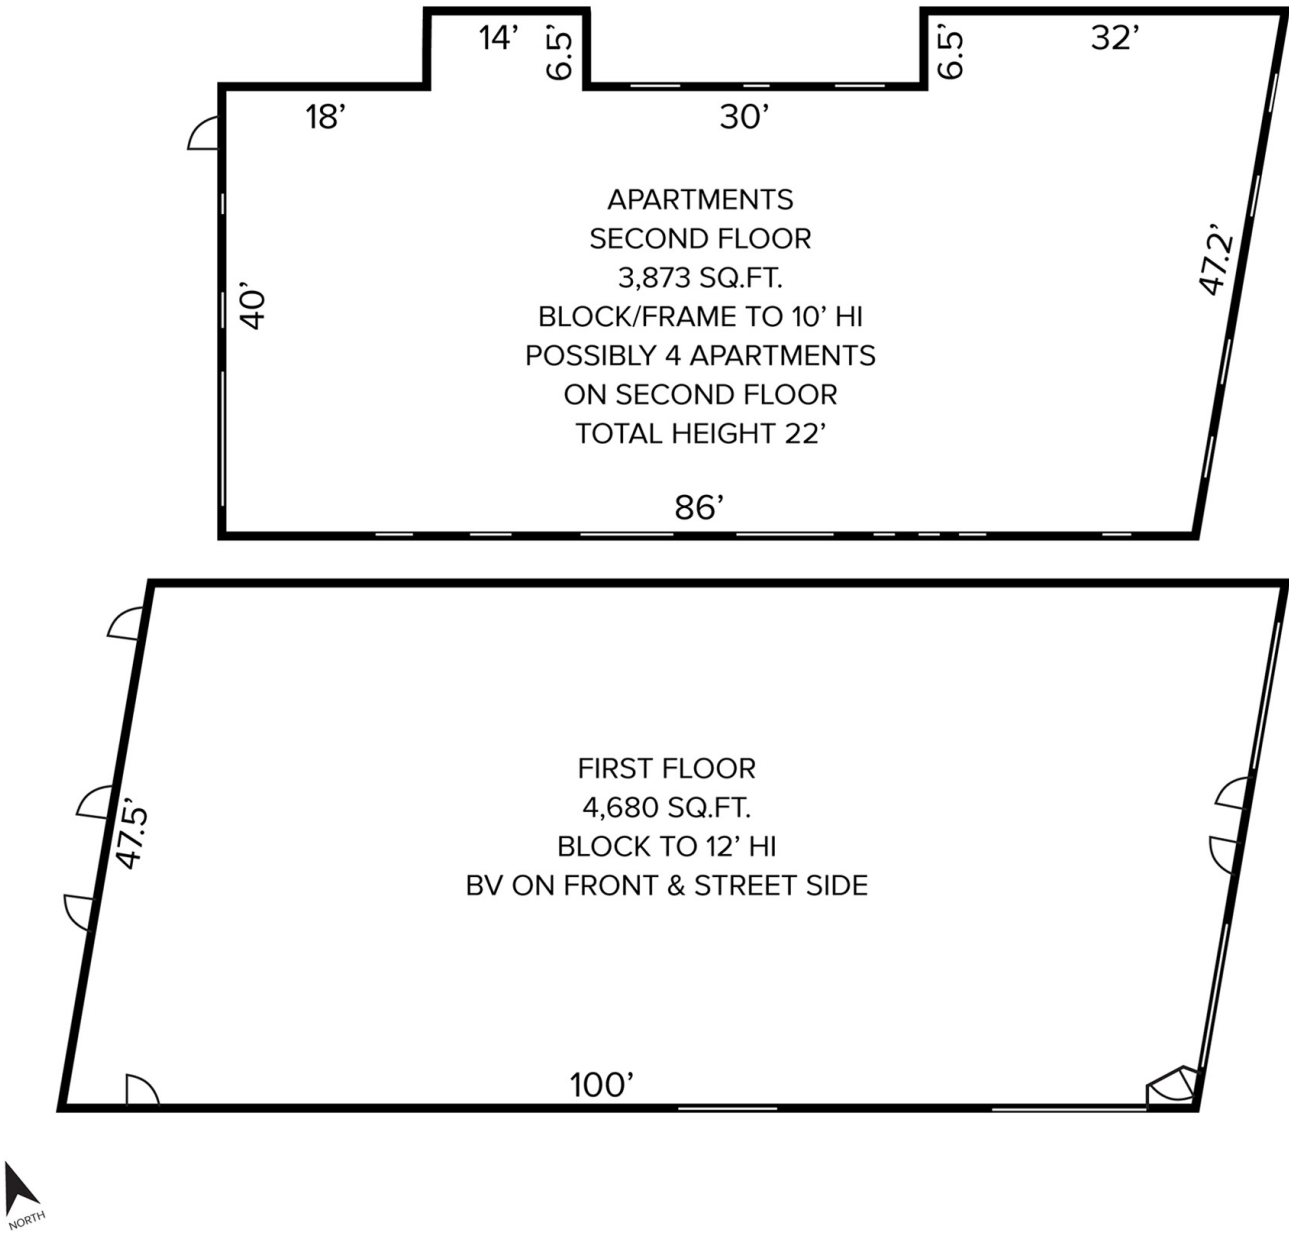 14’
6.5’
6.5’
32’
18’
30’
APARTMENTS
SECOND FLOOR
3,873 SQ.FT.
BLOCK/FRAME TO 10’ HI
POSSIBLY 4 APARTMENTS
ON SECOND FLOOR
TOTAL HEIGHT 22’
40’
47.2’
86’
FIRST FLOOR
4,680 SQ.FT.
BLOCK TO 12’ HI
BV ON FRONT & STREET SIDE
47.5’
100’
NORTH